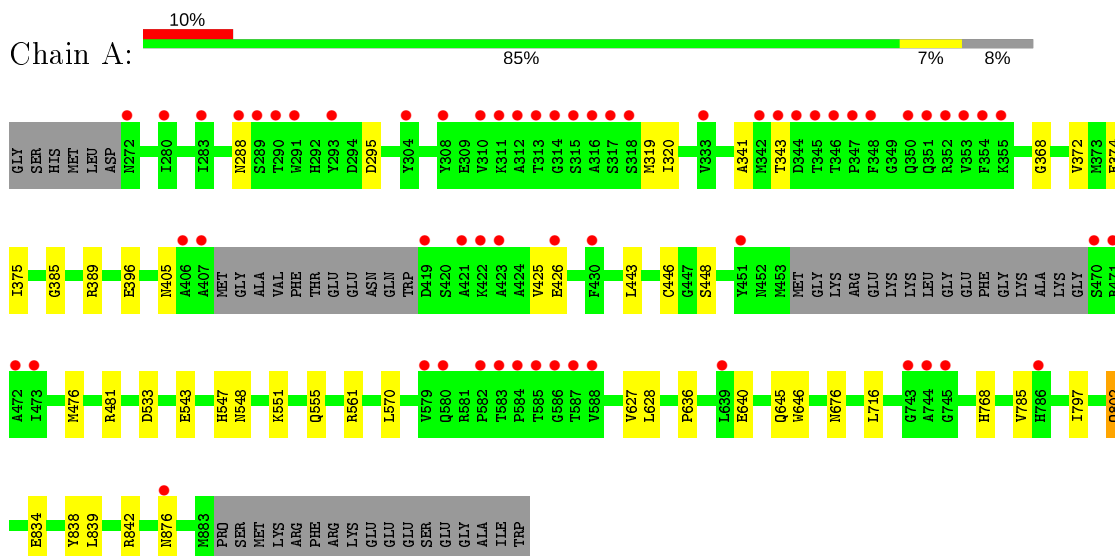 10%
Chain A:
85% 7% 8%
GLY SER HIS MET LEU ASP N272 I280 I283 N288 S289 T290 W291 H292 Y293 D294 D295 Y304 Y308 E309 V310 K311 A312 T313 G314 S315 A316 S317 S318 M319 I320 V333 A341 M342 T343 D344 T345 T346 P347 F348 G349 Q350 Q351 R352 V353 F354 K355 G368 V372 M373
I375 G385 R389 E396 N405 A406 A407 MET GLY ALA VAL PHE THR GLU GLU ASN GLN TRP D419 S420 A421 K422 A423 A424 V425 E426 F430 L443 C446 G447 S448 Y451 N452 M453 MET GLY LYS ARG GLU LYS LYS LEU GLY GLU PHE GLY LYS ALA LYS GLY S470
A472 I473 M476 R481 D533 E543 H547 N548 K551 Q555 R561 L570 V579 Q580 R581 P582 T583 P584 T585 G586 T587 V588 V627 L628 P636 L639 E640 Q645 W646 N676 L716 G743 A744 G745 H768 V785 H786 I797
E834 Y838 L839 R842 N876 M883 PRO SER MET LYS ARG PHE ARG LYS GLU GLU GLU SER GLU GLY ALA ILE TRP